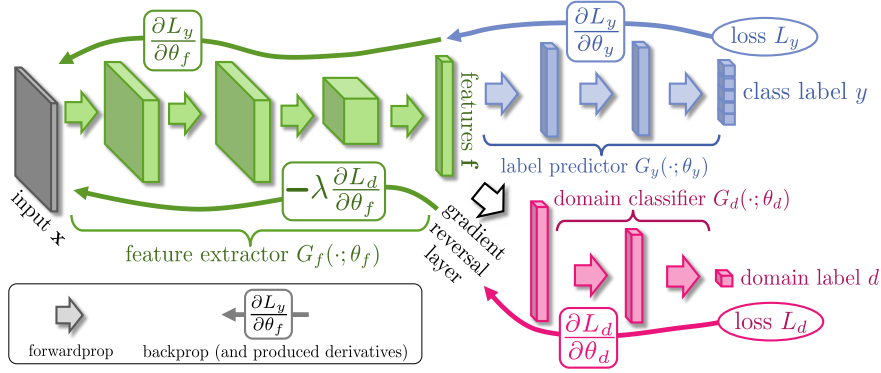 ∂L_y/∂θ_f
∂L_y/∂θ_y
loss L_y
features f
class label y
label predictor G_y(·; θ_y)
input x
−λ ∂L_d/∂θ_f
feature extractor G_f(·; θ_f)
gradient
reversal
layer
domain classifier G_d(·; θ_d)
domain label d
∂L_d/∂θ_d
loss L_d
forwardprop
∂L_y/∂θ_f
backprop (and produced derivatives)